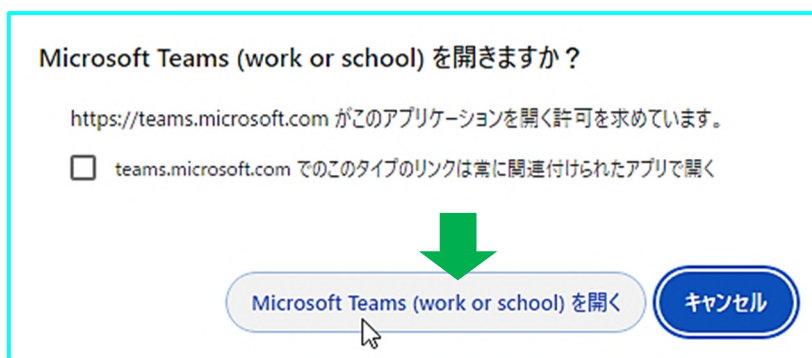 Microsoft Teams (work or school) を開きますか？
https://teams.microsoft.com がこのアプリケーションを開く許可を求めています。
teams.microsoft.com でのこのタイプのリンクは常に関連付けられたアプリで開く
Microsoft Teams (work or school) を開く
キャンセル